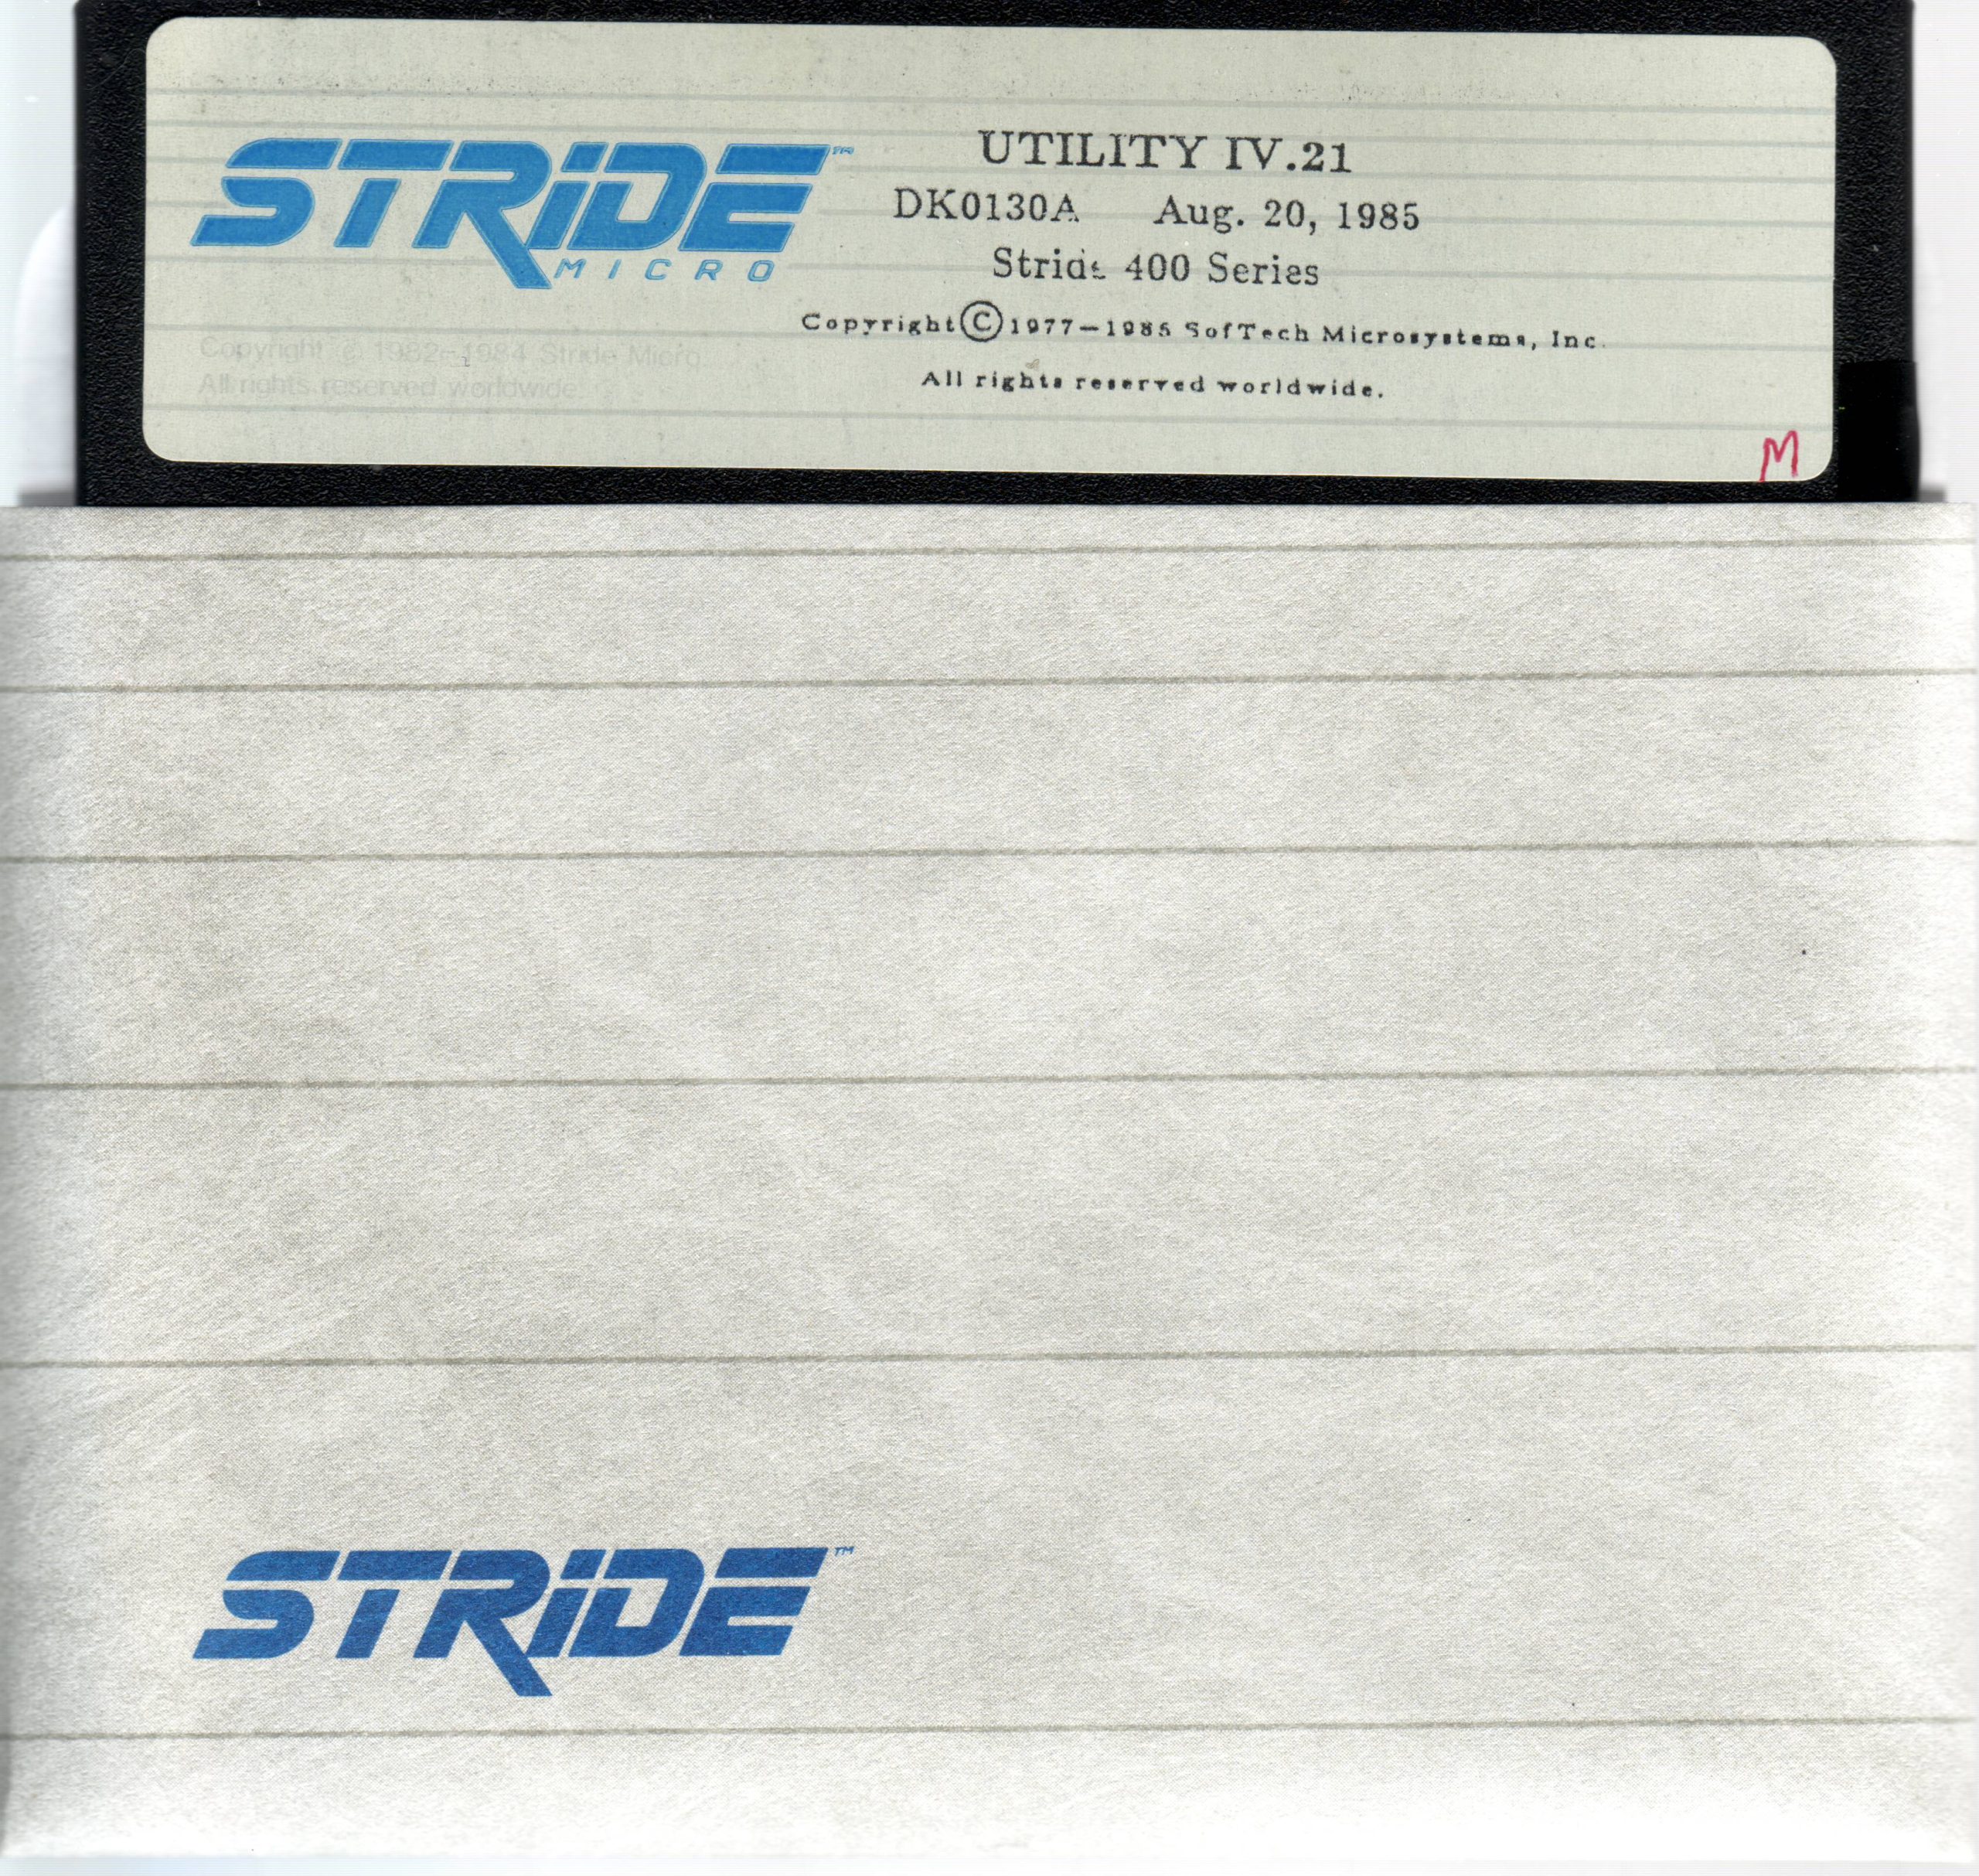 STRIDE™
MICRO
UTILITY IV.21
DK0130A Aug. 20, 1985
Stride 400 Series
Copyright © 1977-1985 SofTech Microsystems, Inc.
All rights reserved worldwide.
Copyright © 1982-1984 Stride Micro
All rights reserved worldwide
M
STRIDE™